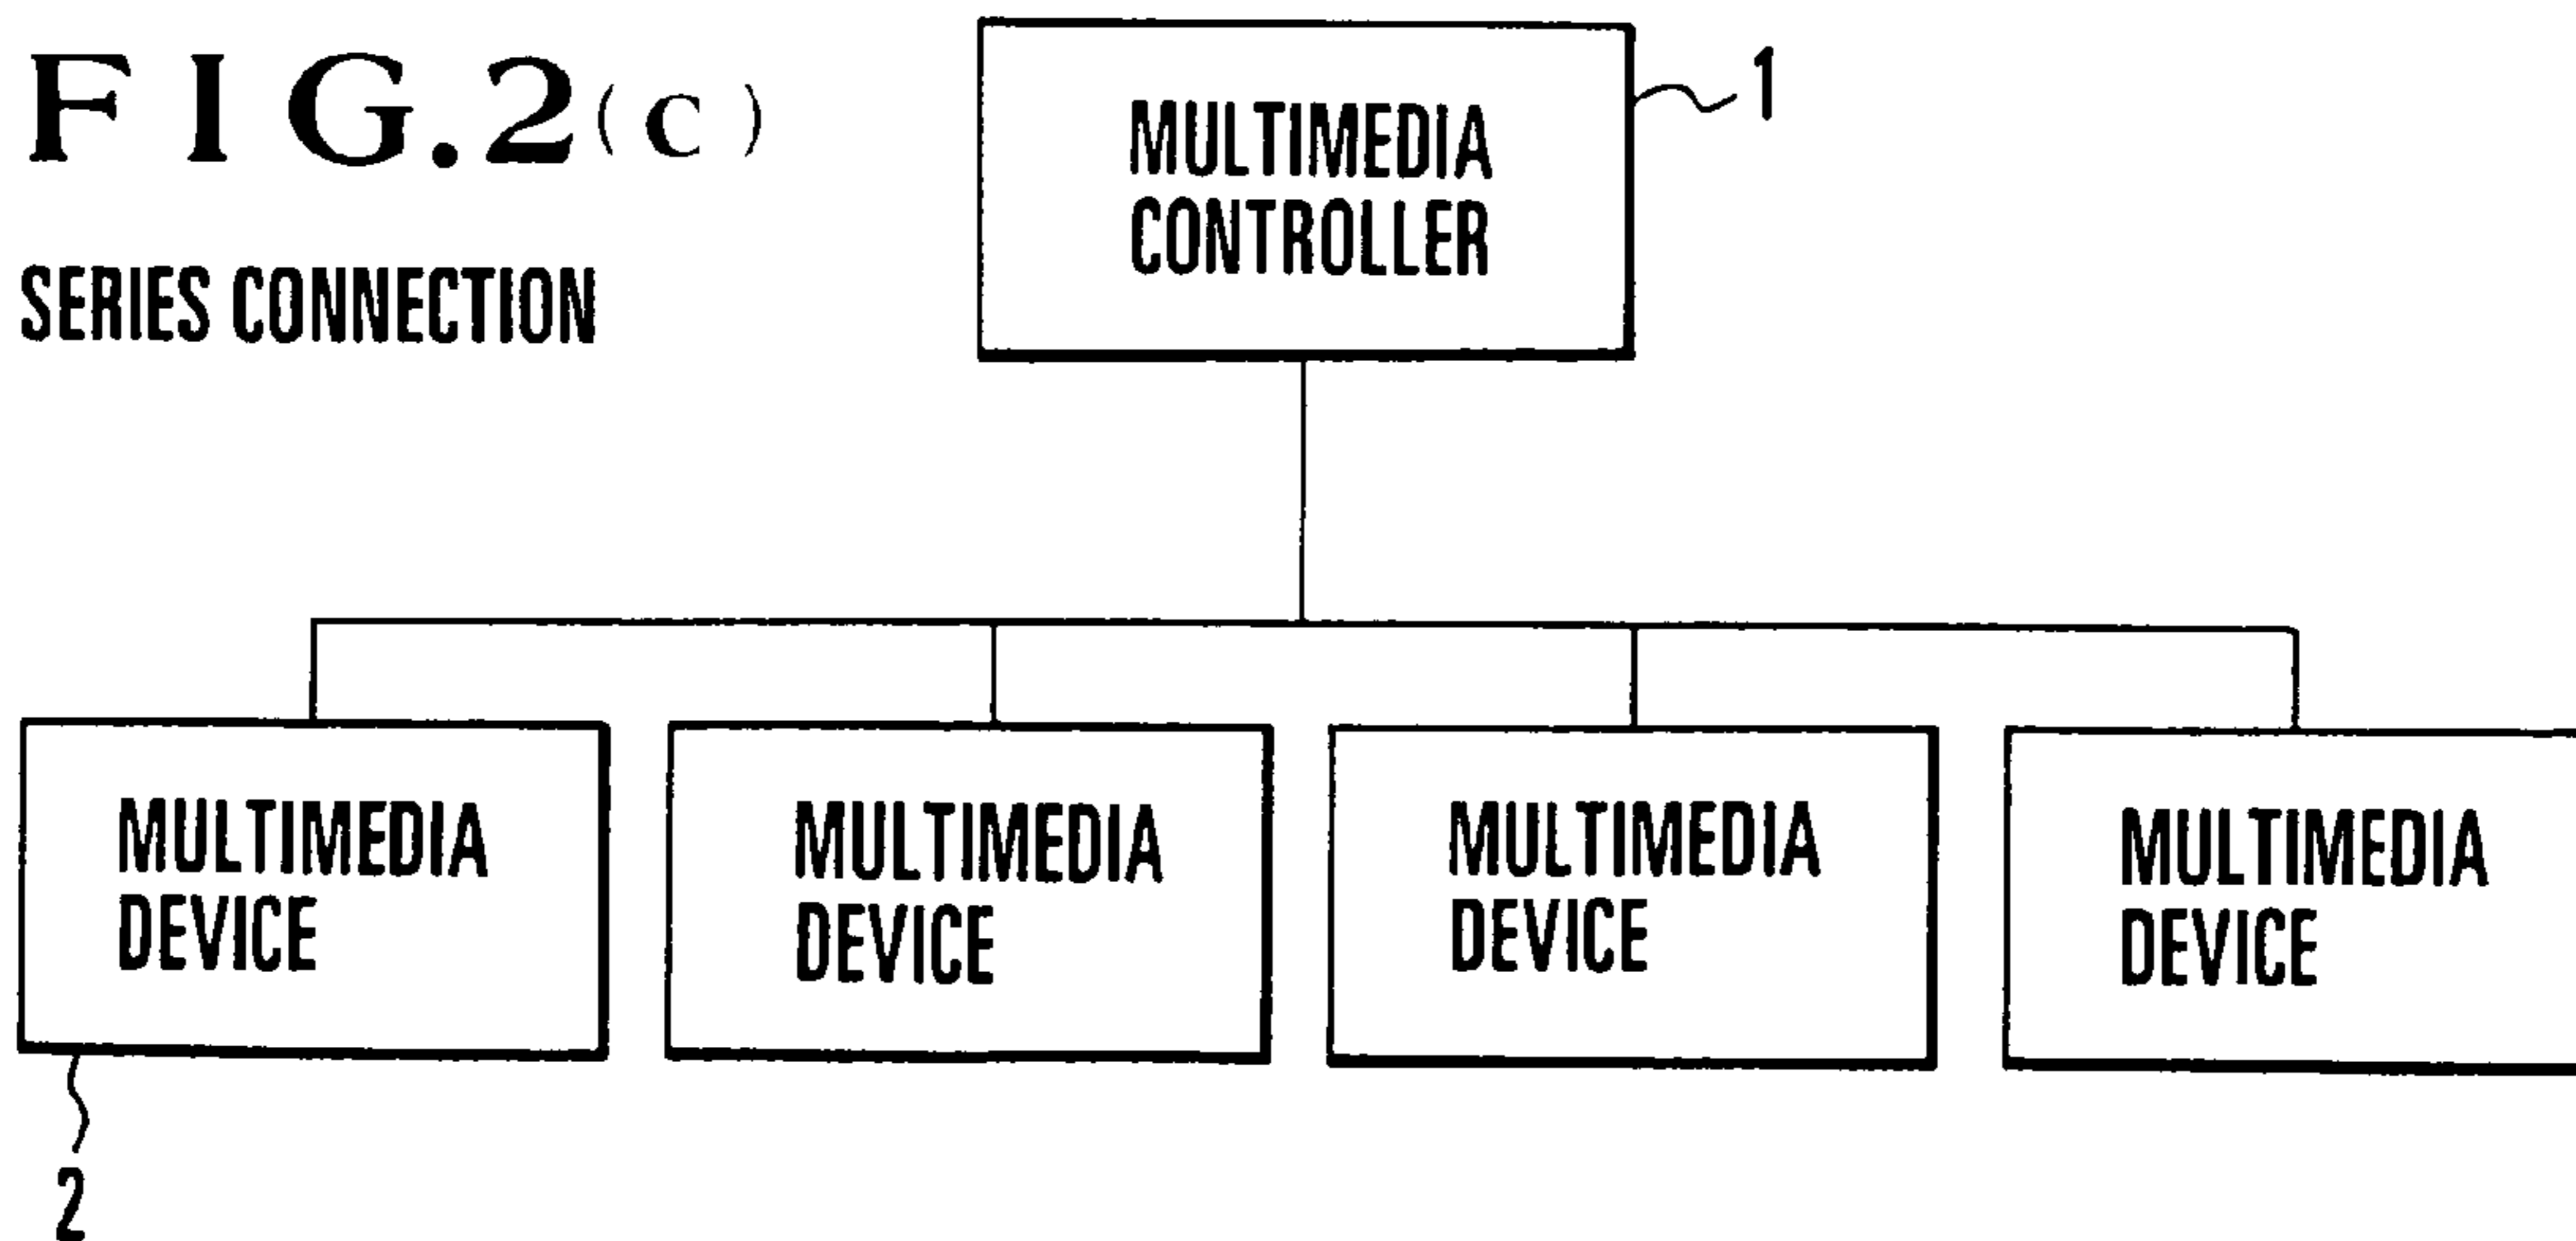 FIG.2(c)
SERIES CONNECTION
MULTIMEDIA
CONTROLLER
1
MULTIMEDIA
DEVICE
MULTIMEDIA
DEVICE
MULTIMEDIA
DEVICE
MULTIMEDIA
DEVICE
2